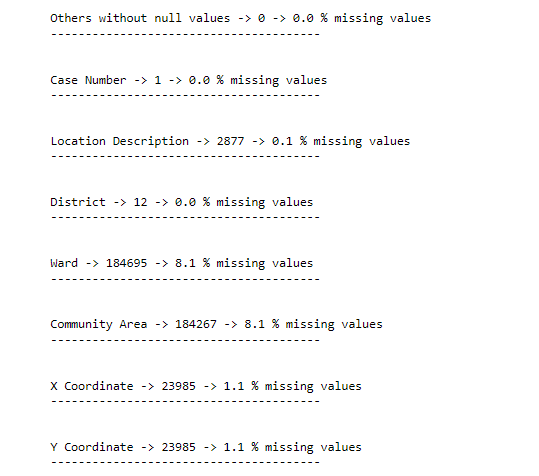 Others without null values -> 0 -> 0.0 % missing values
---------------------------------------
Case Number -> 1 -> 0.0 % missing values
---------------------------------------
Location Description -> 2877 -> 0.1 % missing values
---------------------------------------
District -> 12 -> 0.0 % missing values
---------------------------------------
Ward -> 184695 -> 8.1 % missing values
---------------------------------------
Community Area -> 184267 -> 8.1 % missing values
---------------------------------------
X Coordinate -> 23985 -> 1.1 % missing values
---------------------------------------
Y Coordinate -> 23985 -> 1.1 % missing values
---------------------------------------